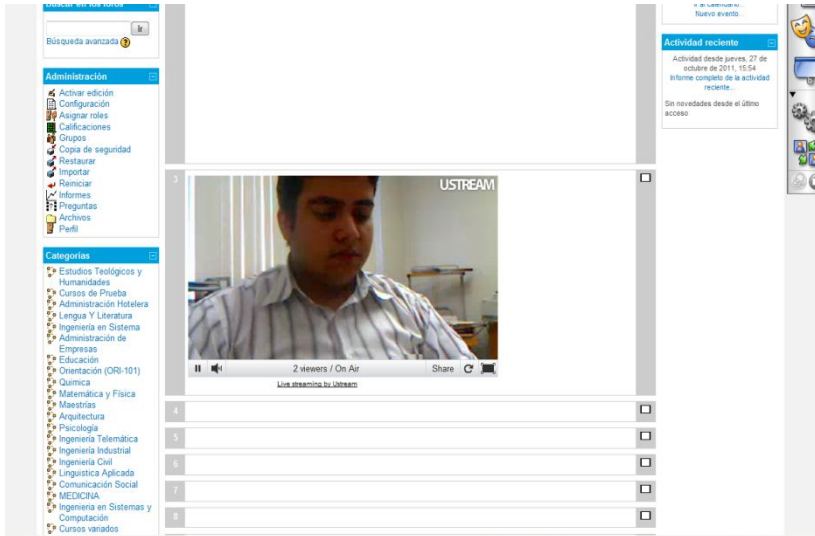 Buscar en los foros
Ir
Búsqueda avanzada
Administración
Activar edición
Configuración
Asignar roles
Calificaciones
Grupos
Copia de seguridad
Restaurar
Importar
Reiniciar
Informes
Preguntas
Archivos
Perfil
Categorías
Estudios Teológicos y
Humanidades
Cursos de Prueba
Administración Hotelera
Lengua Y Literatura
Ingeniería en Sistema
Administración de
Empresas
Educación
Orientación (ORI-101)
Quimica
Matemática y Física
Maestrías
Arquitectura
Psicología
Ingeniería Telemática
Ingeniería Industrial
Ingeniería Civil
Linguistica Aplicada
Comunicación Social
MEDICINA
Ingeniería en Sistemas y
Computación
Cursos variados
3
USTREAM
2 viewers / On Air
Share
Live streaming by Ustream
4
5
6
7
8
Ir al calendario...
Nuevo evento...
Actividad reciente
Actividad desde jueves, 27 de
octubre de 2011, 15:54
Informe completo de la actividad
reciente...
Sin novedades desde el último
acceso